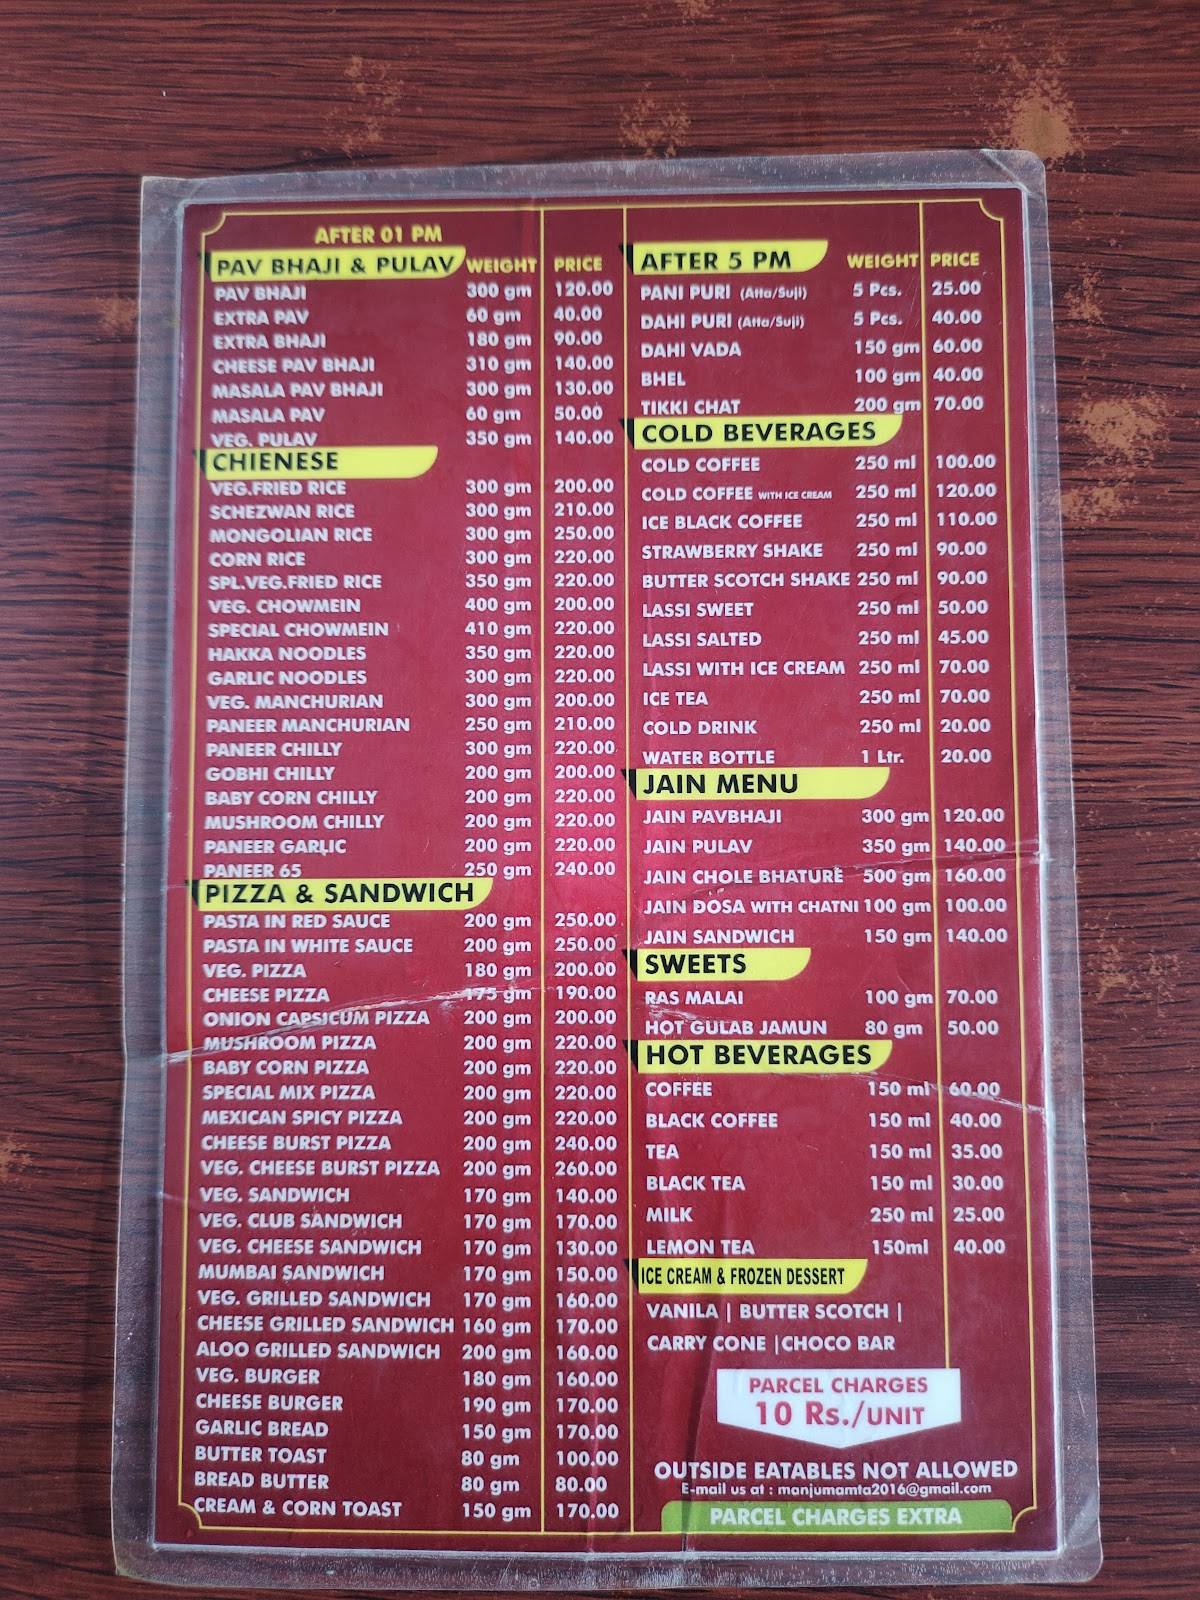 AFTER 01 PM
PAV BHAJI & PULAV WEIGHT PRICE
PAV BHAJI 300 gm 120.00
EXTRA PAV 60 gm 40.00
EXTRA BHAJI 180 gm 90.00
CHEESE PAV BHAJI 310 gm 140.00
MASALA PAV BHAJI 300 gm 130.00
MASALA PAV 60 gm 50.00
VEG. PULAV 350 gm 140.00
CHIENESE
VEG.FRIED RICE 300 gm 200.00
SCHEZWAN RICE 300 gm 210.00
MONGOLIAN RICE 300 gm 250.00
CORN RICE 300 gm 220.00
SPL.VEG.FRIED RICE 350 gm 220.00
VEG. CHOWMEIN 400 gm 200.00
SPECIAL CHOWMEIN 410 gm 220.00
HAKKA NOODLES 350 gm 220.00
GARLIC NOODLES 300 gm 220.00
VEG. MANCHURIAN 300 gm 200.00
PANEER MANCHURIAN 250 gm 210.00
PANEER CHILLY 300 gm 220.00
GOBHI CHILLY 200 gm 200.00
BABY CORN CHILLY 200 gm 220.00
MUSHROOM CHILLY 200 gm 220.00
PANEER GARLIC 200 gm 220.00
PANEER 65 250 gm 240.00
PIZZA & SANDWICH
PASTA IN RED SAUCE 200 gm 250.00
PASTA IN WHITE SAUCE 200 gm 250.00
VEG. PIZZA 180 gm 200.00
CHEESE PIZZA 175 gm 190.00
ONION CAPSICUM PIZZA 200 gm 200.00
MUSHROOM PIZZA 200 gm 220.00
BABY CORN PIZZA 200 gm 220.00
SPECIAL MIX PIZZA 200 gm 220.00
MEXICAN SPICY PIZZA 200 gm 220.00
CHEESE BURST PIZZA 200 gm 240.00
VEG. CHEESE BURST PIZZA 200 gm 260.00
VEG. SANDWICH 170 gm 140.00
VEG. CLUB SANDWICH 170 gm 170.00
VEG. CHEESE SANDWICH 170 gm 130.00
MUMBAI SANDWICH 170 gm 150.00
VEG. GRILLED SANDWICH 170 gm 160.00
CHEESE GRILLED SANDWICH 160 gm 170.00
ALOO GRILLED SANDWICH 200 gm 160.00
VEG. BURGER 180 gm 160.00
CHEESE BURGER 190 gm 170.00
GARLIC BREAD 150 gm 170.00
BUTTER TOAST 80 gm 100.00
BREAD BUTTER 80 gm 80.00
CREAM & CORN TOAST 150 gm 170.00
AFTER 5 PM WEIGHT PRICE
PANI PURI (Atta/Suji) 5 Pcs. 25.00
DAHI PURI (Atta/Suji) 5 Pcs. 40.00
DAHI VADA 150 gm 60.00
BHEL 100 gm 40.00
TIKKI CHAT 200 gm 70.00
COLD BEVERAGES
COLD COFFEE 250 ml 100.00
COLD COFFEE WITH ICE CREAM 250 ml 120.00
ICE BLACK COFFEE 250 ml 110.00
STRAWBERRY SHAKE 250 ml 90.00
BUTTER SCOTCH SHAKE 250 ml 90.00
LASSI SWEET 250 ml 50.00
LASSI SALTED 250 ml 45.00
LASSI WITH ICE CREAM 250 ml 70.00
ICE TEA 250 ml 70.00
COLD DRINK 250 ml 20.00
WATER BOTTLE 1 Ltr. 20.00
JAIN MENU
JAIN PAVBHAJI 300 gm 120.00
JAIN PULAV 350 gm 140.00
JAIN CHOLE BHATURE 500 gm 160.00
JAIN DOSA WITH CHATNI 100 gm 100.00
JAIN SANDWICH 150 gm 140.00
SWEETS
RAS MALAI 100 gm 70.00
HOT GULAB JAMUN 80 gm 50.00
HOT BEVERAGES
COFFEE 150 ml 60.00
BLACK COFFEE 150 ml 40.00
TEA 150 ml 35.00
BLACK TEA 150 ml 30.00
MILK 250 ml 25.00
LEMON TEA 150ml 40.00
ICE CREAM & FROZEN DESSERT
VANILA | BUTTER SCOTCH |
CARRY CONE |CHOCO BAR
PARCEL CHARGES
10 Rs./UNIT
OUTSIDE EATABLES NOT ALLOWED
E-mail us at : manjumamta2016@gmail.com
PARCEL CHARGES EXTRA